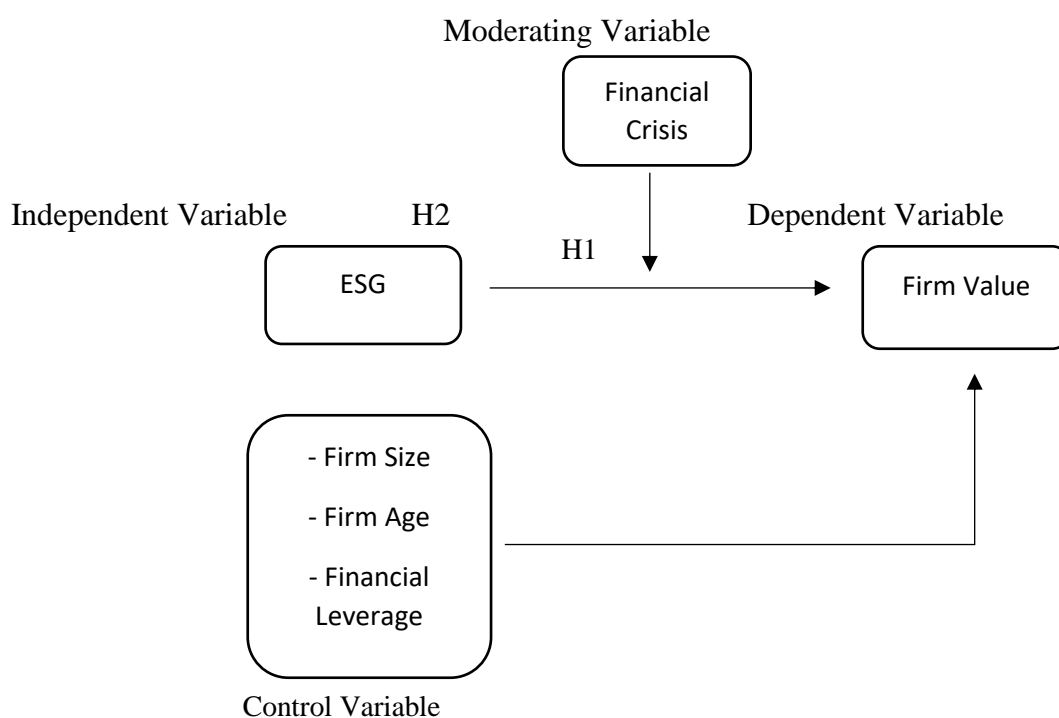 Moderating Variable
Financial
Crisis
Independent Variable H2 Dependent Variable
H1
ESG
Firm Value
- Firm Size
- Firm Age
- Financial
Leverage
Control Variable